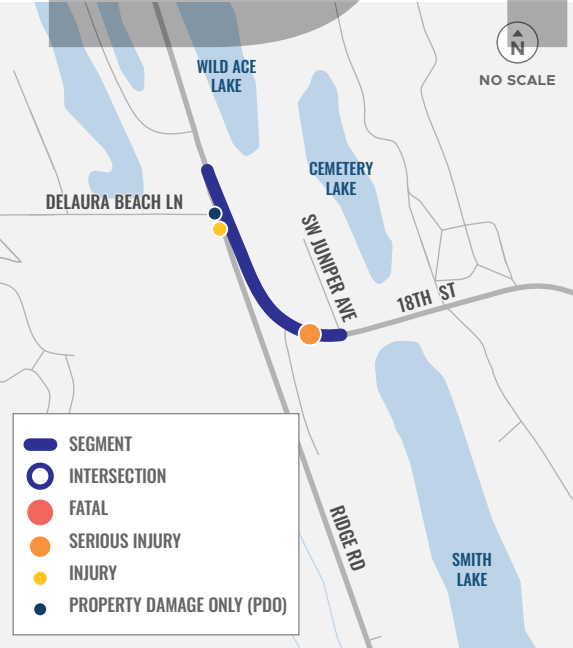 WILD ACE
LAKE
N
NO SCALE
CEMETERY
LAKE
DELAURA BEACH LN
SW JUNIPER AVE
18TH ST
SEGMENT
INTERSECTION
FATAL
SERIOUS INJURY
INJURY
PROPERTY DAMAGE ONLY (PDO)
RIDGE RD
SMITH
LAKE